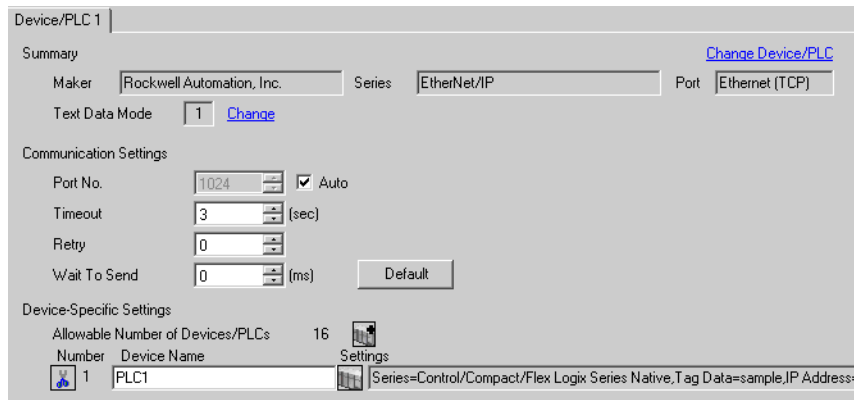 Device/PLC 1
Summary Change Device/PLC
Maker Rockwell Automation, Inc. Series EtherNet/IP Port Ethernet (TCP)
Text Data Mode 1 Change
Communication Settings
Port No. 1024 Auto
Timeout 3 (sec)
Retry 0
Wait To Send 0 (ms) Default
Device-Specific Settings
Allowable Number of Devices/PLCs 16
Number Device Name Settings
1 PLC1 Series=Control/Compact/Flex Logix Series Native,Tag Data=sample,IP Address=